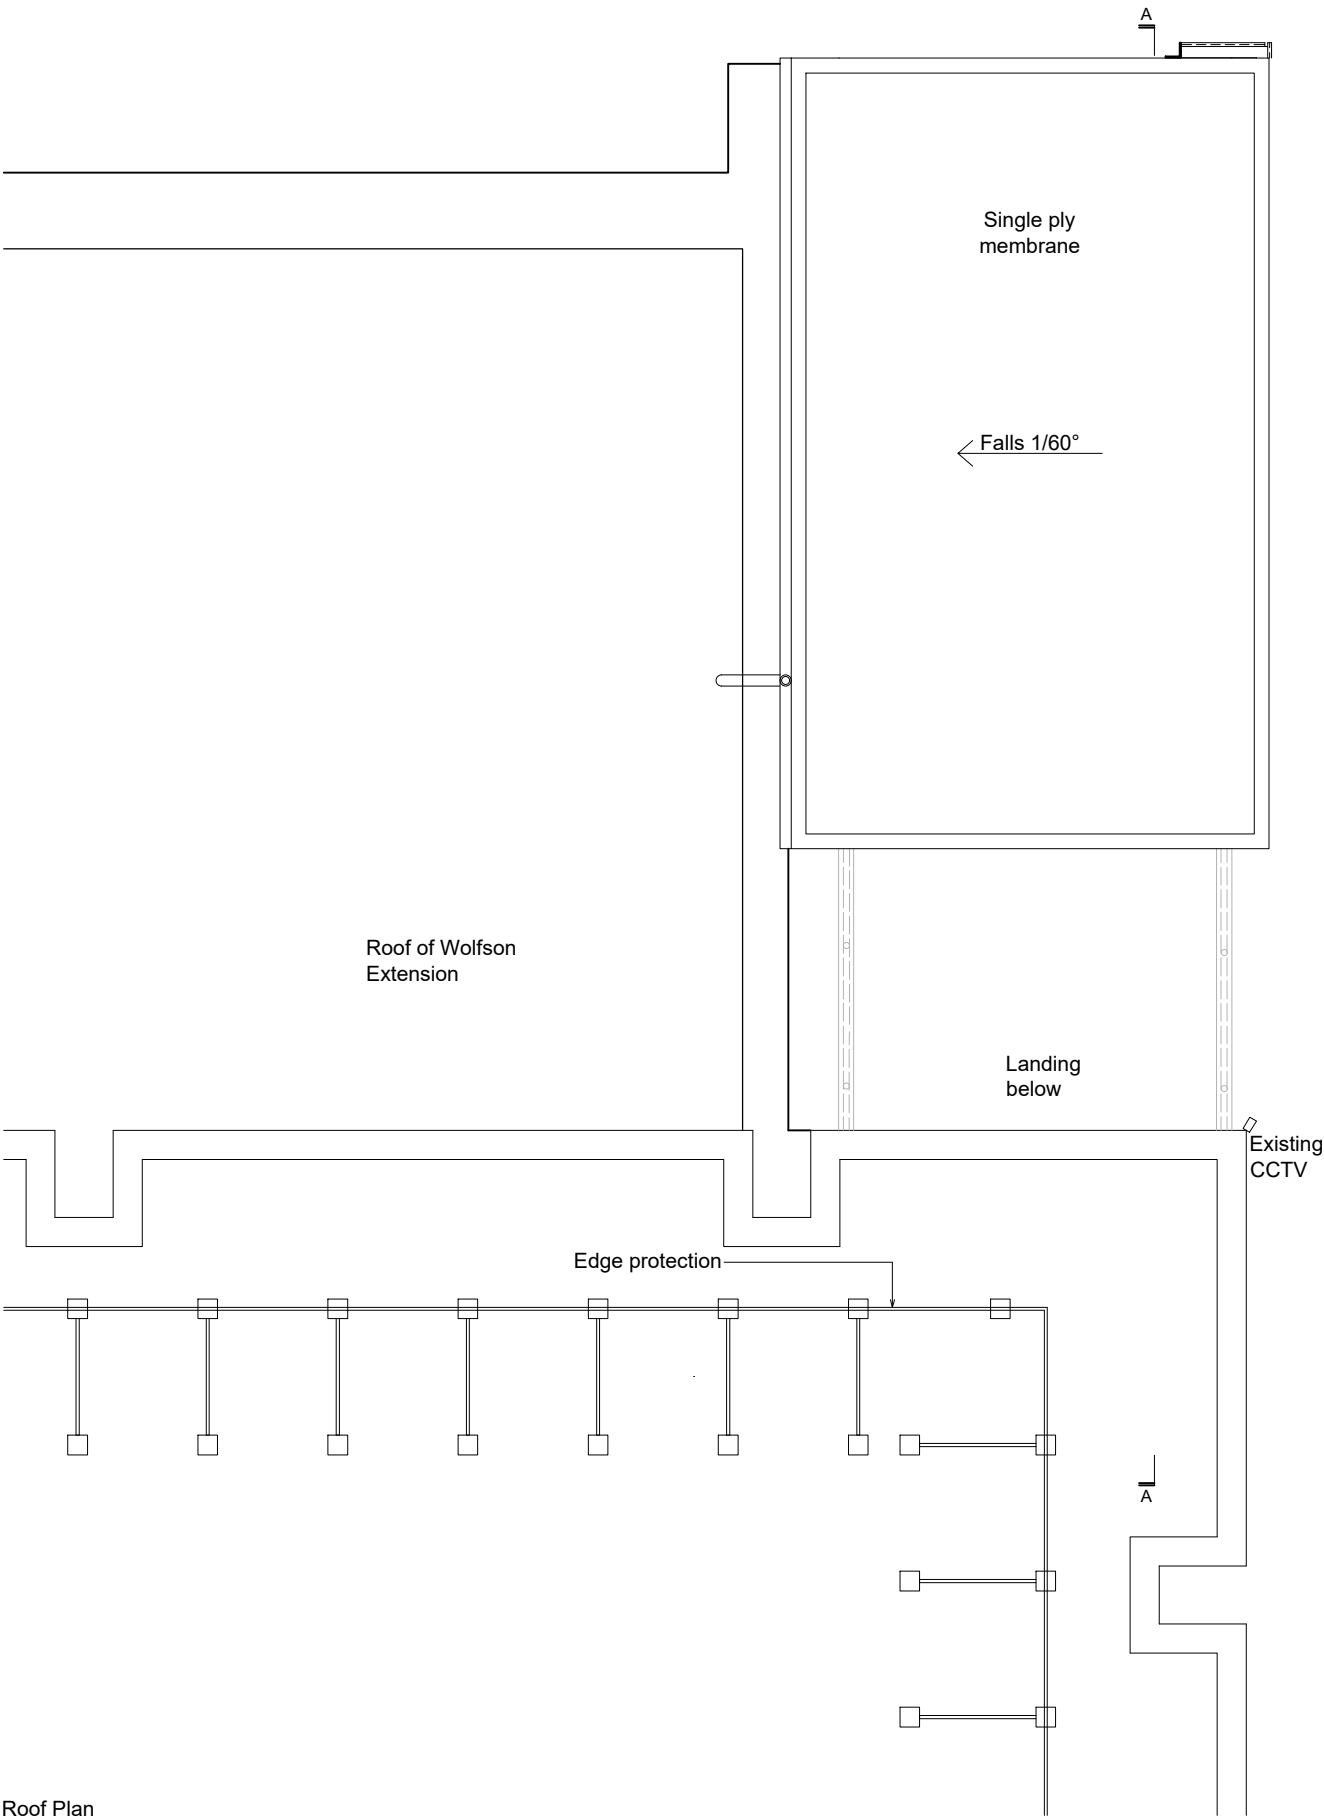 A
Single ply
membrane
Falls 1/60°
Roof of Wolfson
Extension
Landing
below
Existing
CCTV
Edge protection
A
Roof Plan